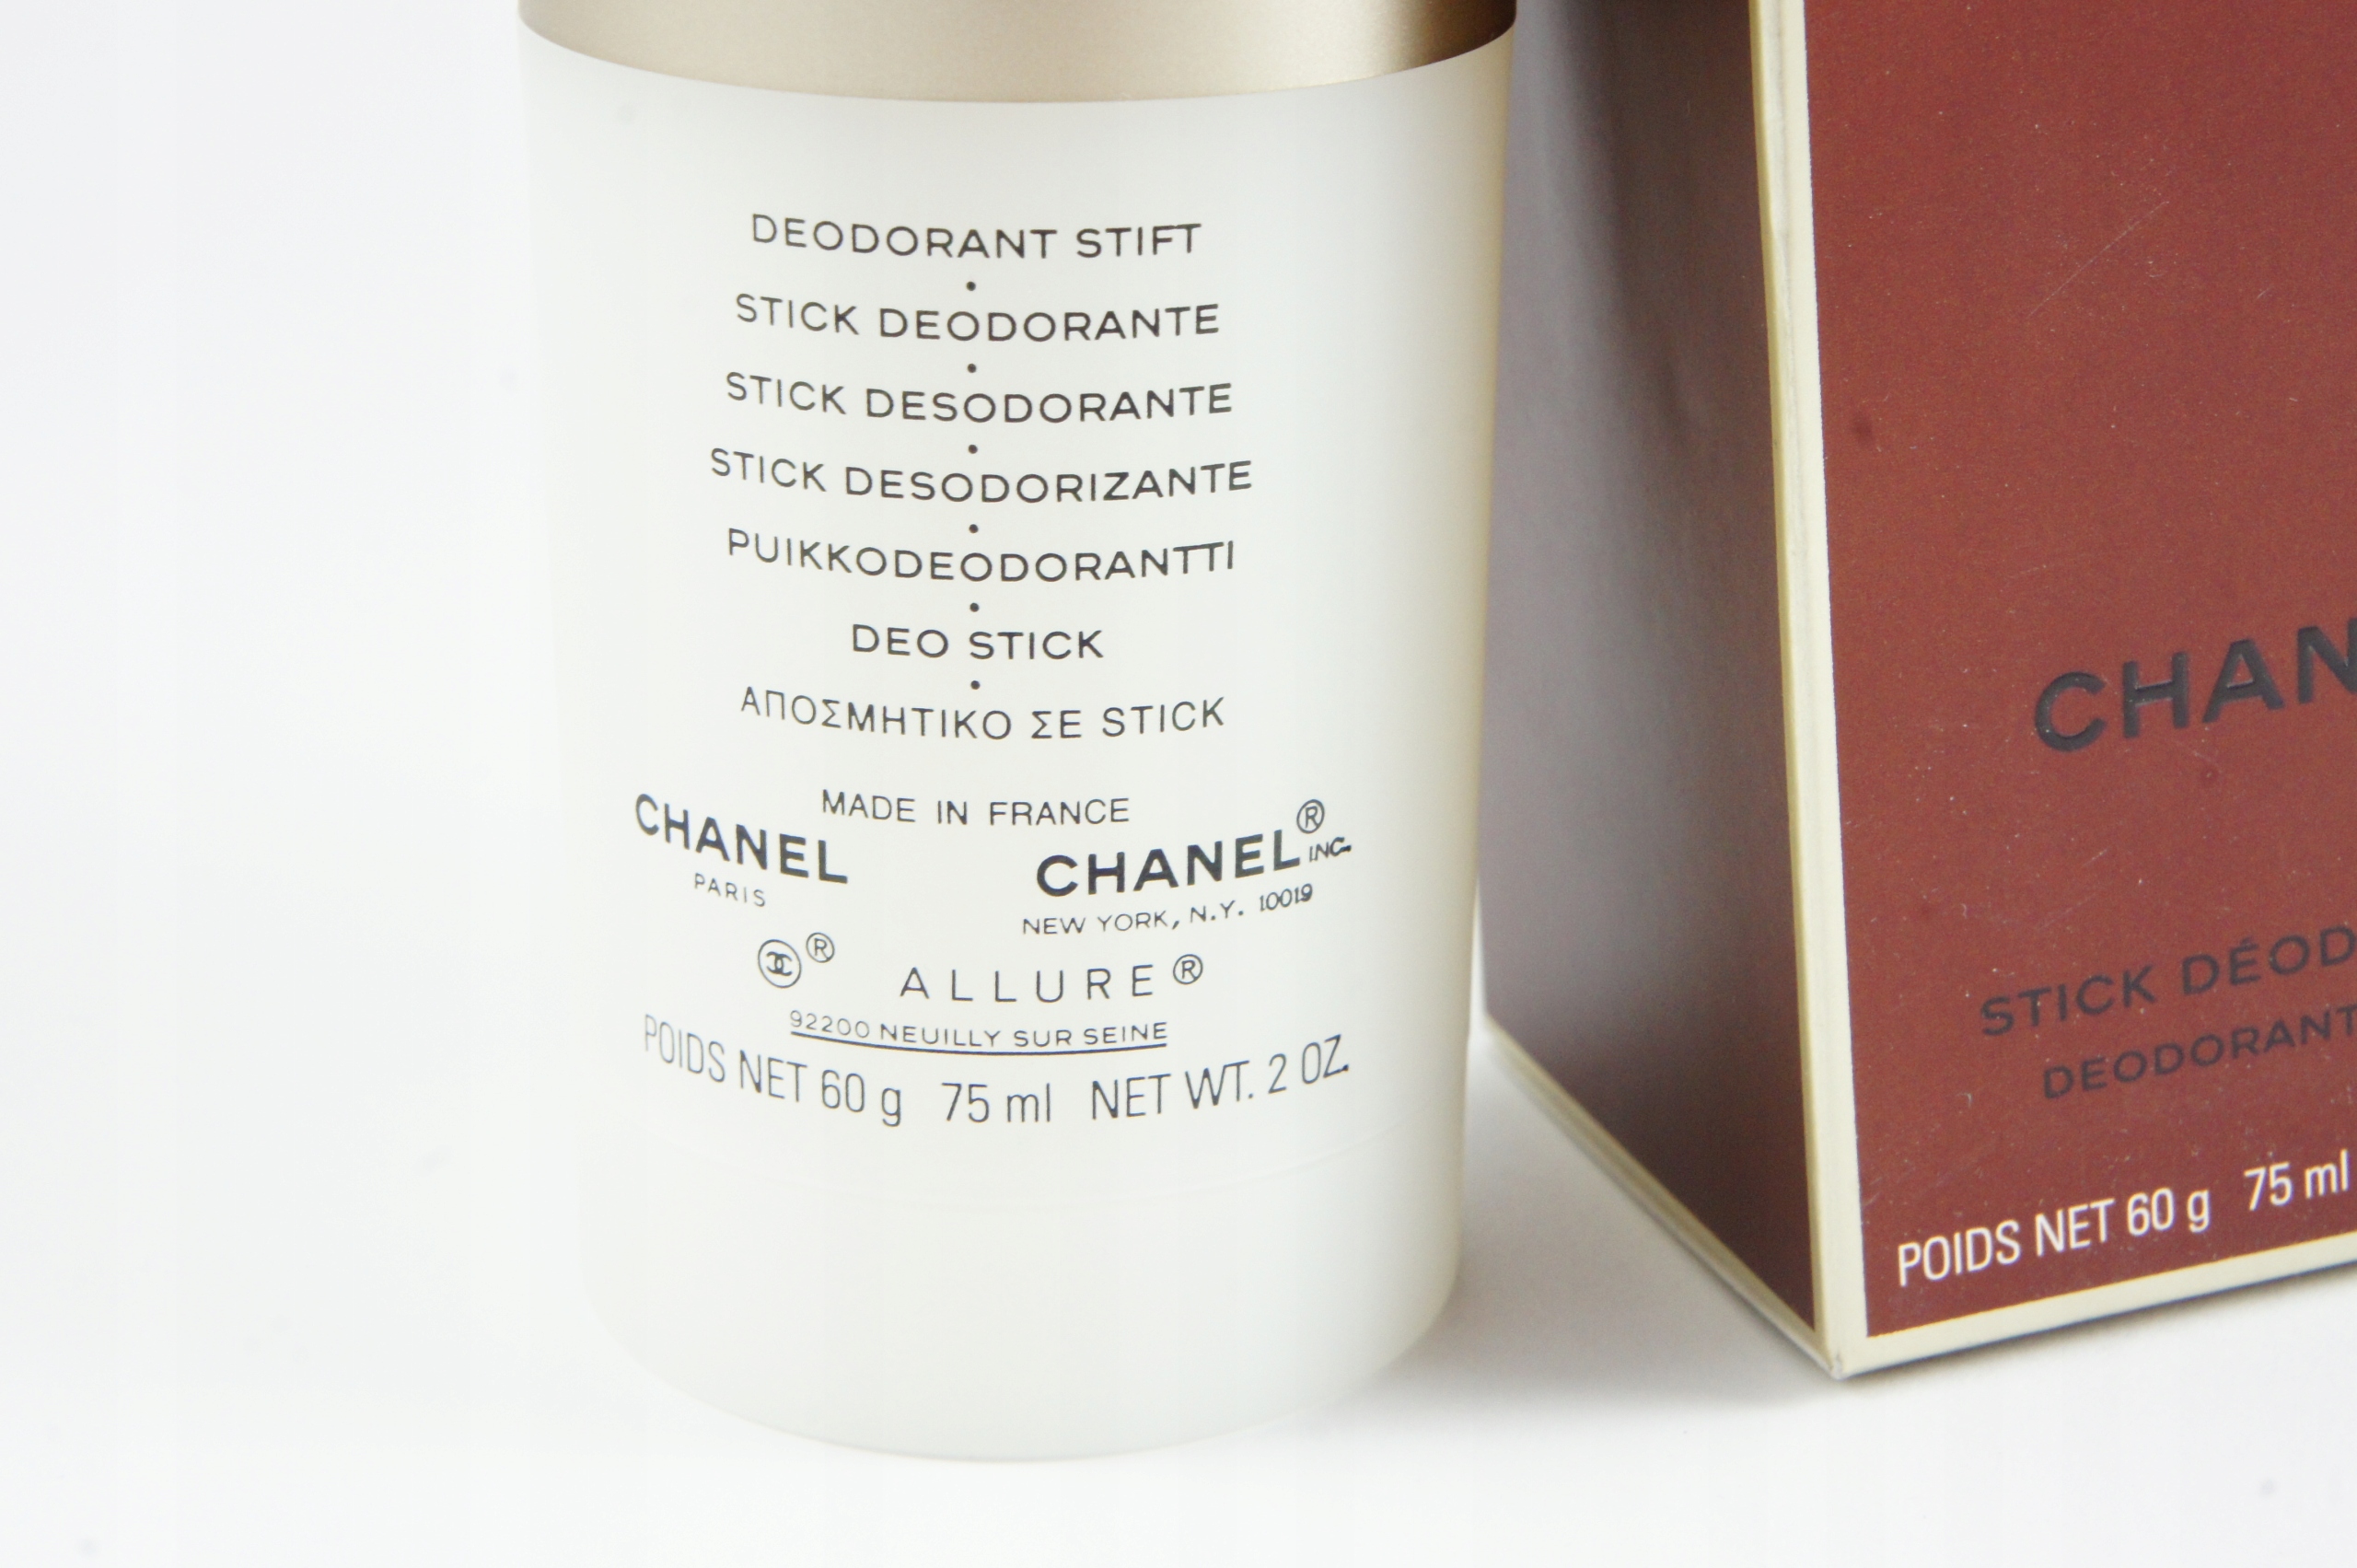 DEODORANT STIFT
•
STICK DEODORANTE
•
STICK DESODORANTE
•
STICK DESODORIZANTE
•
PUIKKODEODORANTTI
•
DEO STICK
•
ΑΠΟΣΜΗΤΙΚΟ ΣΕ STICK
MADE IN FRANCE
CHANEL
PARIS
CHANEL® INC.
NEW YORK, N.Y. 10019
® ALLURE®
92200 NEUILLY SUR SEINE
POIDS NET 60 g 75 ml NET WT. 2 OZ.
CHAN
STICK DÉOD
DEODORANT
POIDS NET 60 g 75 ml